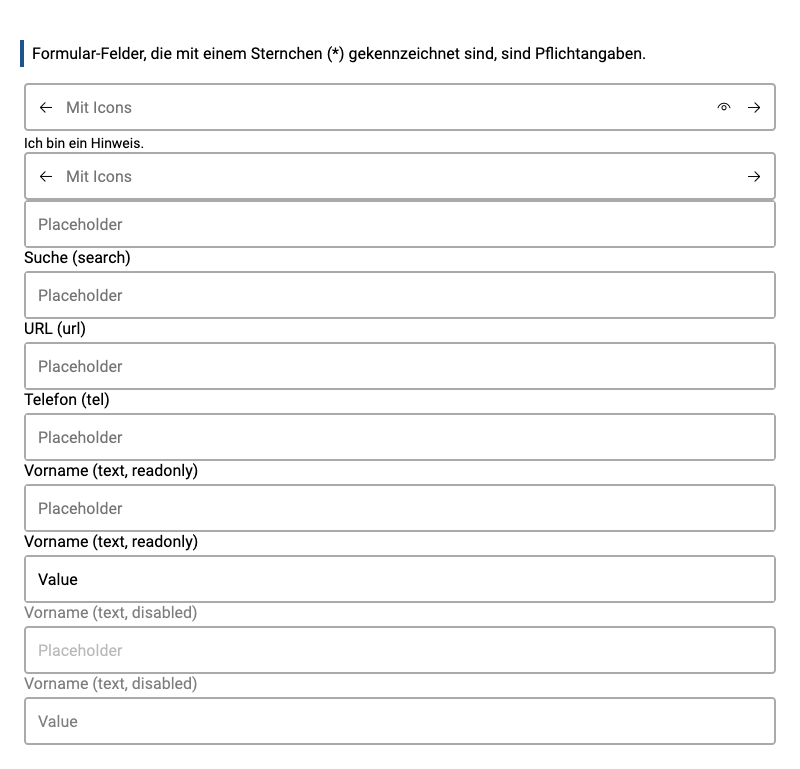 Formular-Felder, die mit einem Sternchen (*) gekennzeichnet sind, sind Pflichtangaben.
Mit Icons
Ich bin ein Hinweis.
Mit Icons
Placeholder
Suche (search)
Placeholder
URL (url)
Placeholder
Telefon (tel)
Placeholder
Vorname (text, readonly)
Placeholder
Vorname (text, readonly)
Value
Vorname (text, disabled)
Placeholder
Vorname (text, disabled)
Value